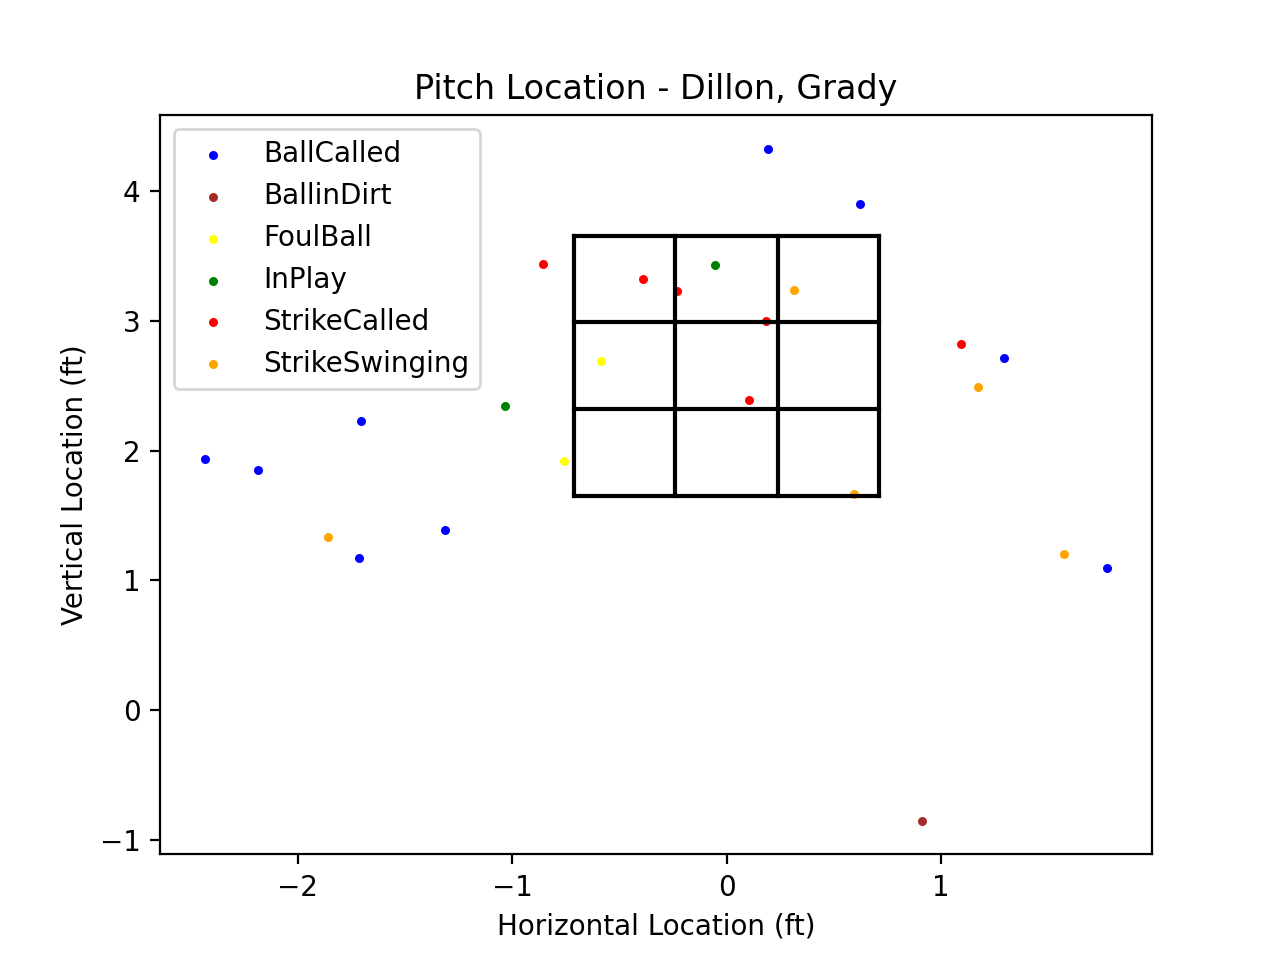 Pitch Location - Dillon, Grady
BallCalled
BallinDirt
FoulBall
InPlay
StrikeCalled
StrikeSwinging
4
3
2
1
0
−1
Vertical Location (ft)
−2 −1 0 1
Horizontal Location (ft)